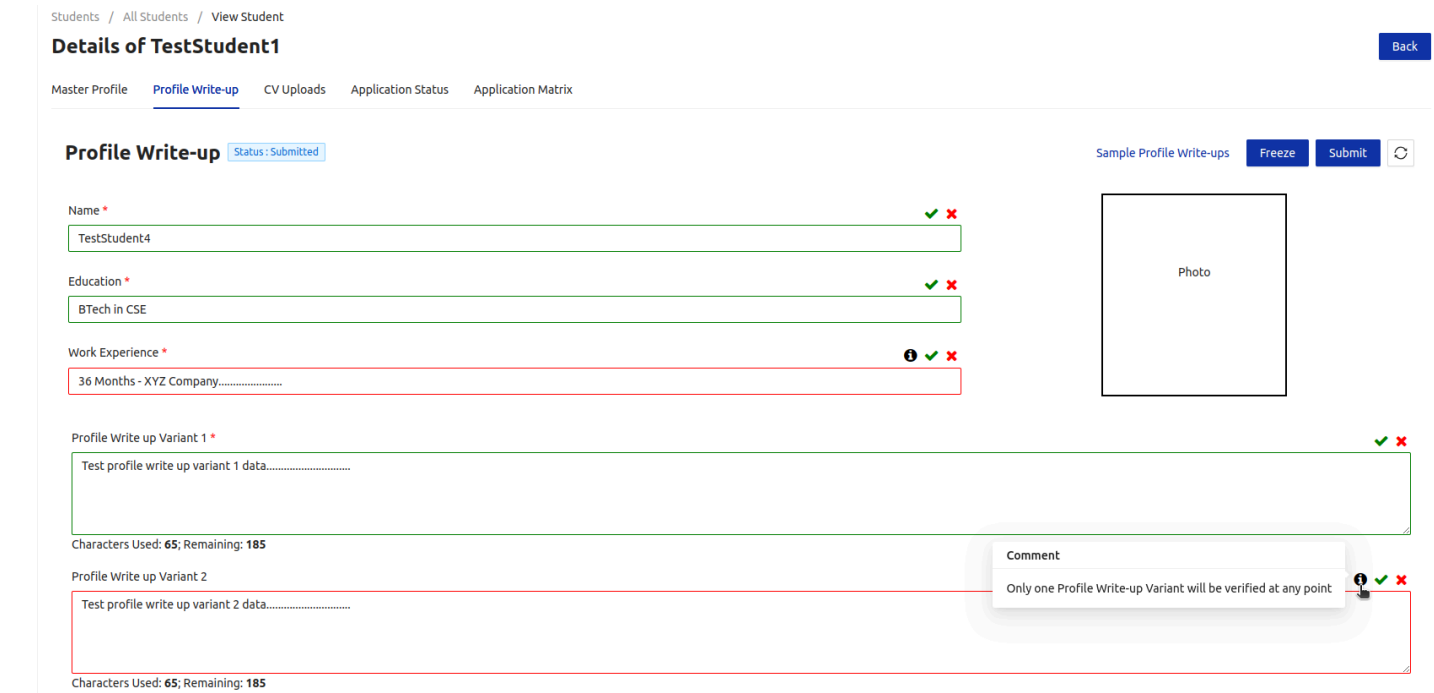 Students / All Students / View Student
Details of TestStudent1
Back
Master Profile Profile Write-up CV Uploads Application Status Application Matrix
Profile Write-up Status : Submitted
Sample Profile Write-ups Freeze Submit
Name *
TestStudent4
Education *
BTech in CSE
Work Experience *
36 Months - XYZ Company......................
Photo
Profile Write up Variant 1 *
Test profile write up variant 1 data.............................
Characters Used: 65; Remaining: 185
Profile Write up Variant 2
Comment
Only one Profile Write-up Variant will be verified at any point
Test profile write up variant 2 data.............................
Characters Used: 65; Remaining: 185